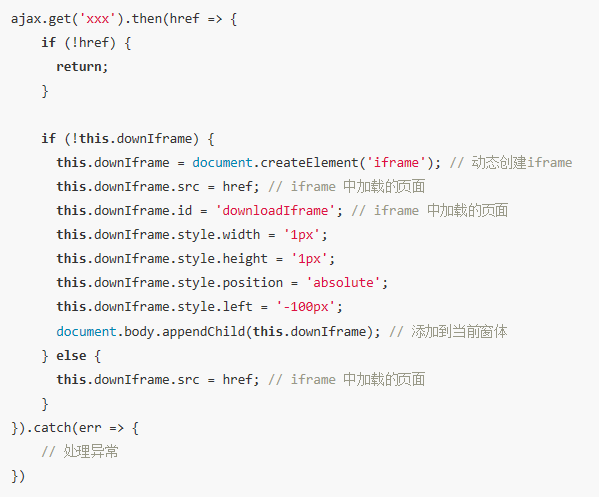 ajax.get('xxx').then(href => {
    if (!href) {
      return;
    }

    if (!this.downIframe) {
      this.downIframe = document.createElement('iframe'); // 动态创建iframe
      this.downIframe.src = href; // iframe 中加载的页面
      this.downIframe.id = 'downloadIframe'; // iframe 中加载的页面
      this.downIframe.style.width = '1px';
      this.downIframe.style.height = '1px';
      this.downIframe.style.position = 'absolute';
      this.downIframe.style.left = '-100px';
      document.body.appendChild(this.downIframe); // 添加到当前窗体
    } else {
      this.downIframe.src = href; // iframe 中加载的页面
    }
}).catch(err => {
    // 处理异常
})